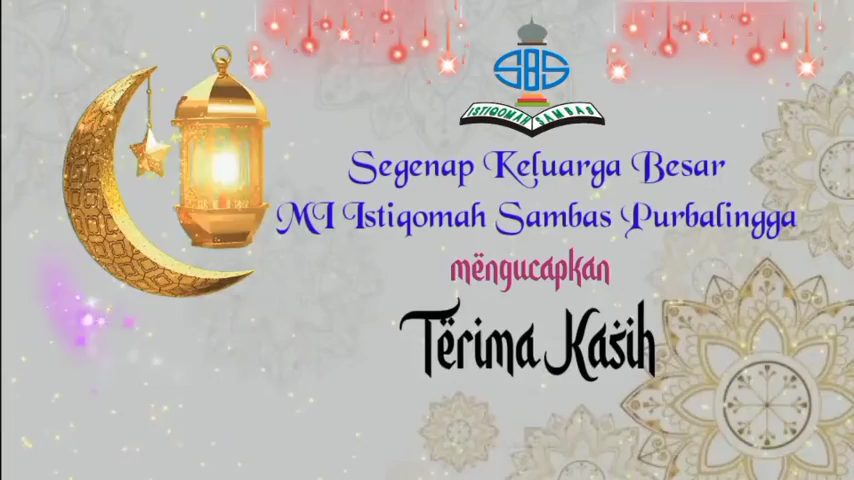 SBS
ISTIQOMAH SAMBAS
Segenap Keluarga Besar
MI Istiqomah Sambas Purbalingga
mengucapkan
Terima Kasih